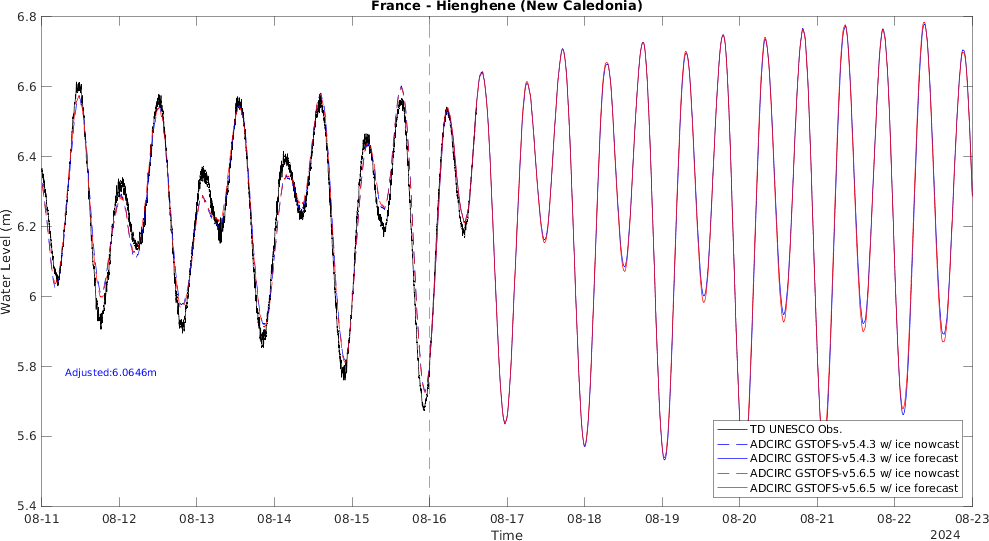 France - Hienghene (New Caledonia)
6.8
6.6
6.4
6.2
6
5.8
5.6
5.4
Water Level (m)
Adjusted:6.0646m
TD UNESCO Obs.
ADCIRC GSTOFS-v5.4.3 w/ ice nowcast
ADCIRC GSTOFS-v5.4.3 w/ ice forecast
ADCIRC GSTOFS-v5.6.5 w/ ice nowcast
ADCIRC GSTOFS-v5.6.5 w/ ice forecast
08-11 08-12 08-13 08-14 08-15 08-16 08-17 08-18 08-19 08-20 08-21 08-22 08-23
Time
2024